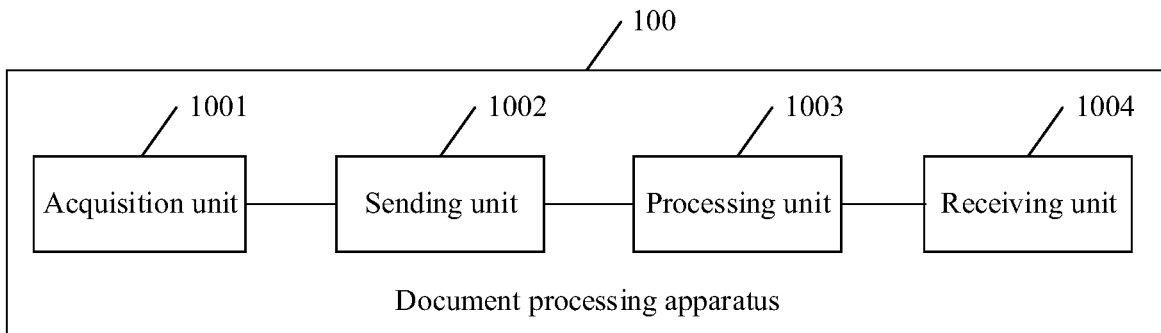 100
1001 1002 1003 1004
Acquisition unit Sending unit Processing unit Receiving unit
Document processing apparatus